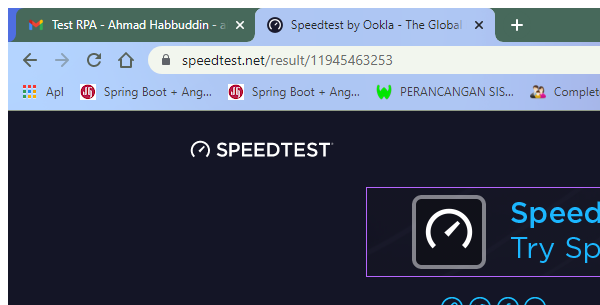 Test RPA - Ahmad Habbuddin - a
Speedtest by Ookla - The Global
speedtest.net/result/11945463253
Apl
Spring Boot + Ang...
Spring Boot + Ang...
PERANCANGAN SIS...
Complet
SPEEDTEST
Speed
Try Sp